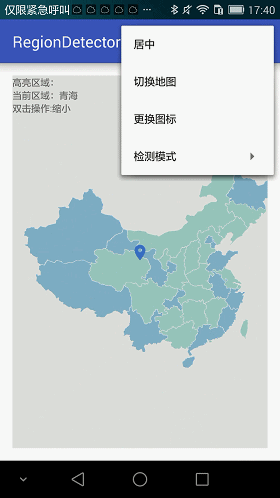 仅限紧急呼叫 ... 17:40
RegionDetector
居中
切换地图
更换图标
检测模式
高亮区域：
当前区域：青海
双击操作:缩小